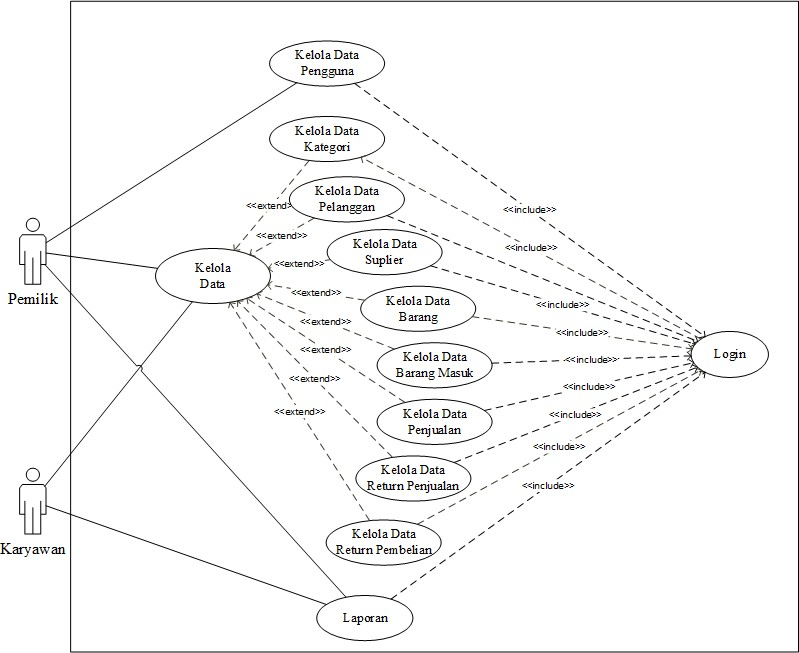 Kelola Data
Pengguna
Kelola Data
Kategori
Kelola Data
Pelanggan
Kelola Data
Suplier
Kelola
Data
Kelola Data
Barang
Kelola Data
Barang Masuk
Kelola Data
Penjualan
Kelola Data
Return Penjualan
Kelola Data
Return Pembelian
Laporan
Login
Pemilik
Karyawan
<<extend>
<<extend>>
<<extend>>
<<extend>>
<<extend>>
<<extend>>
<<extend>>
<<extend>>
<<include>>
<<include>>
<<include>>
<<include>>
<<include>>
<<include>>
<<include>>
<<include>>
<<include>>